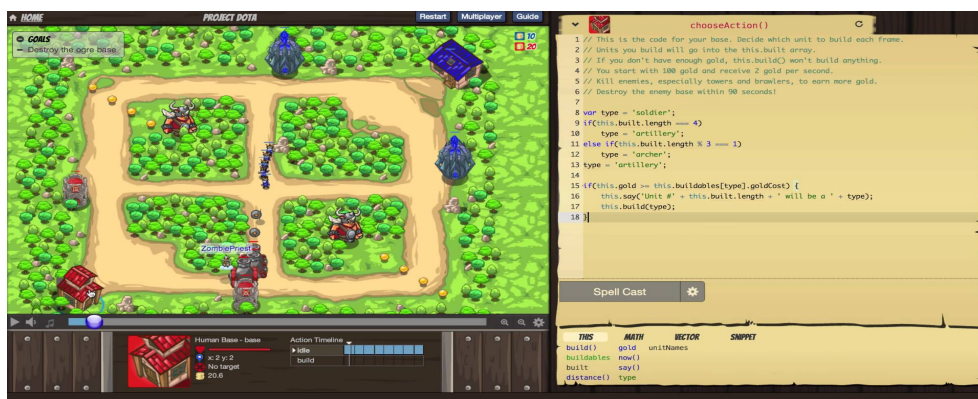 HOME
PROJECT DOTA
Restart
Multiplayer
Guide
GOALS
Destroy the ogre base
10
20
ZombiePriest
Human Base - base
x: 2 y: 2
No target
20.6
Action Timeline
idle
build
chooseAction()
1 // This is the code for your base. Decide which unit to build each frame.
2 // Units you build will go into the this.built array.
3 // If you don't have enough gold, this.build() won't build anything.
4 // You start with 100 gold and receive 2 gold per second.
5 // Kill enemies, especially towers and brawlers, to earn more gold.
6 // Destroy the enemy base within 90 seconds!
7
8 var type = 'soldier';
9 if(this.built.length === 4)
10 type = 'artillery';
11 else if(this.built.length % 3 === 1)
12 type = 'archer';
13 type = 'artillery';
14
15 if(this.gold >= this.buildables[type].goldCost) {
16 this.say('Unit #' + this.built.length + ' will be a ' + type);
17 this.build(type);
18 }
Spell Cast
THIS MATH VECTOR SNIPPET
build() gold unitNames
buildables now()
built say()
distance() type